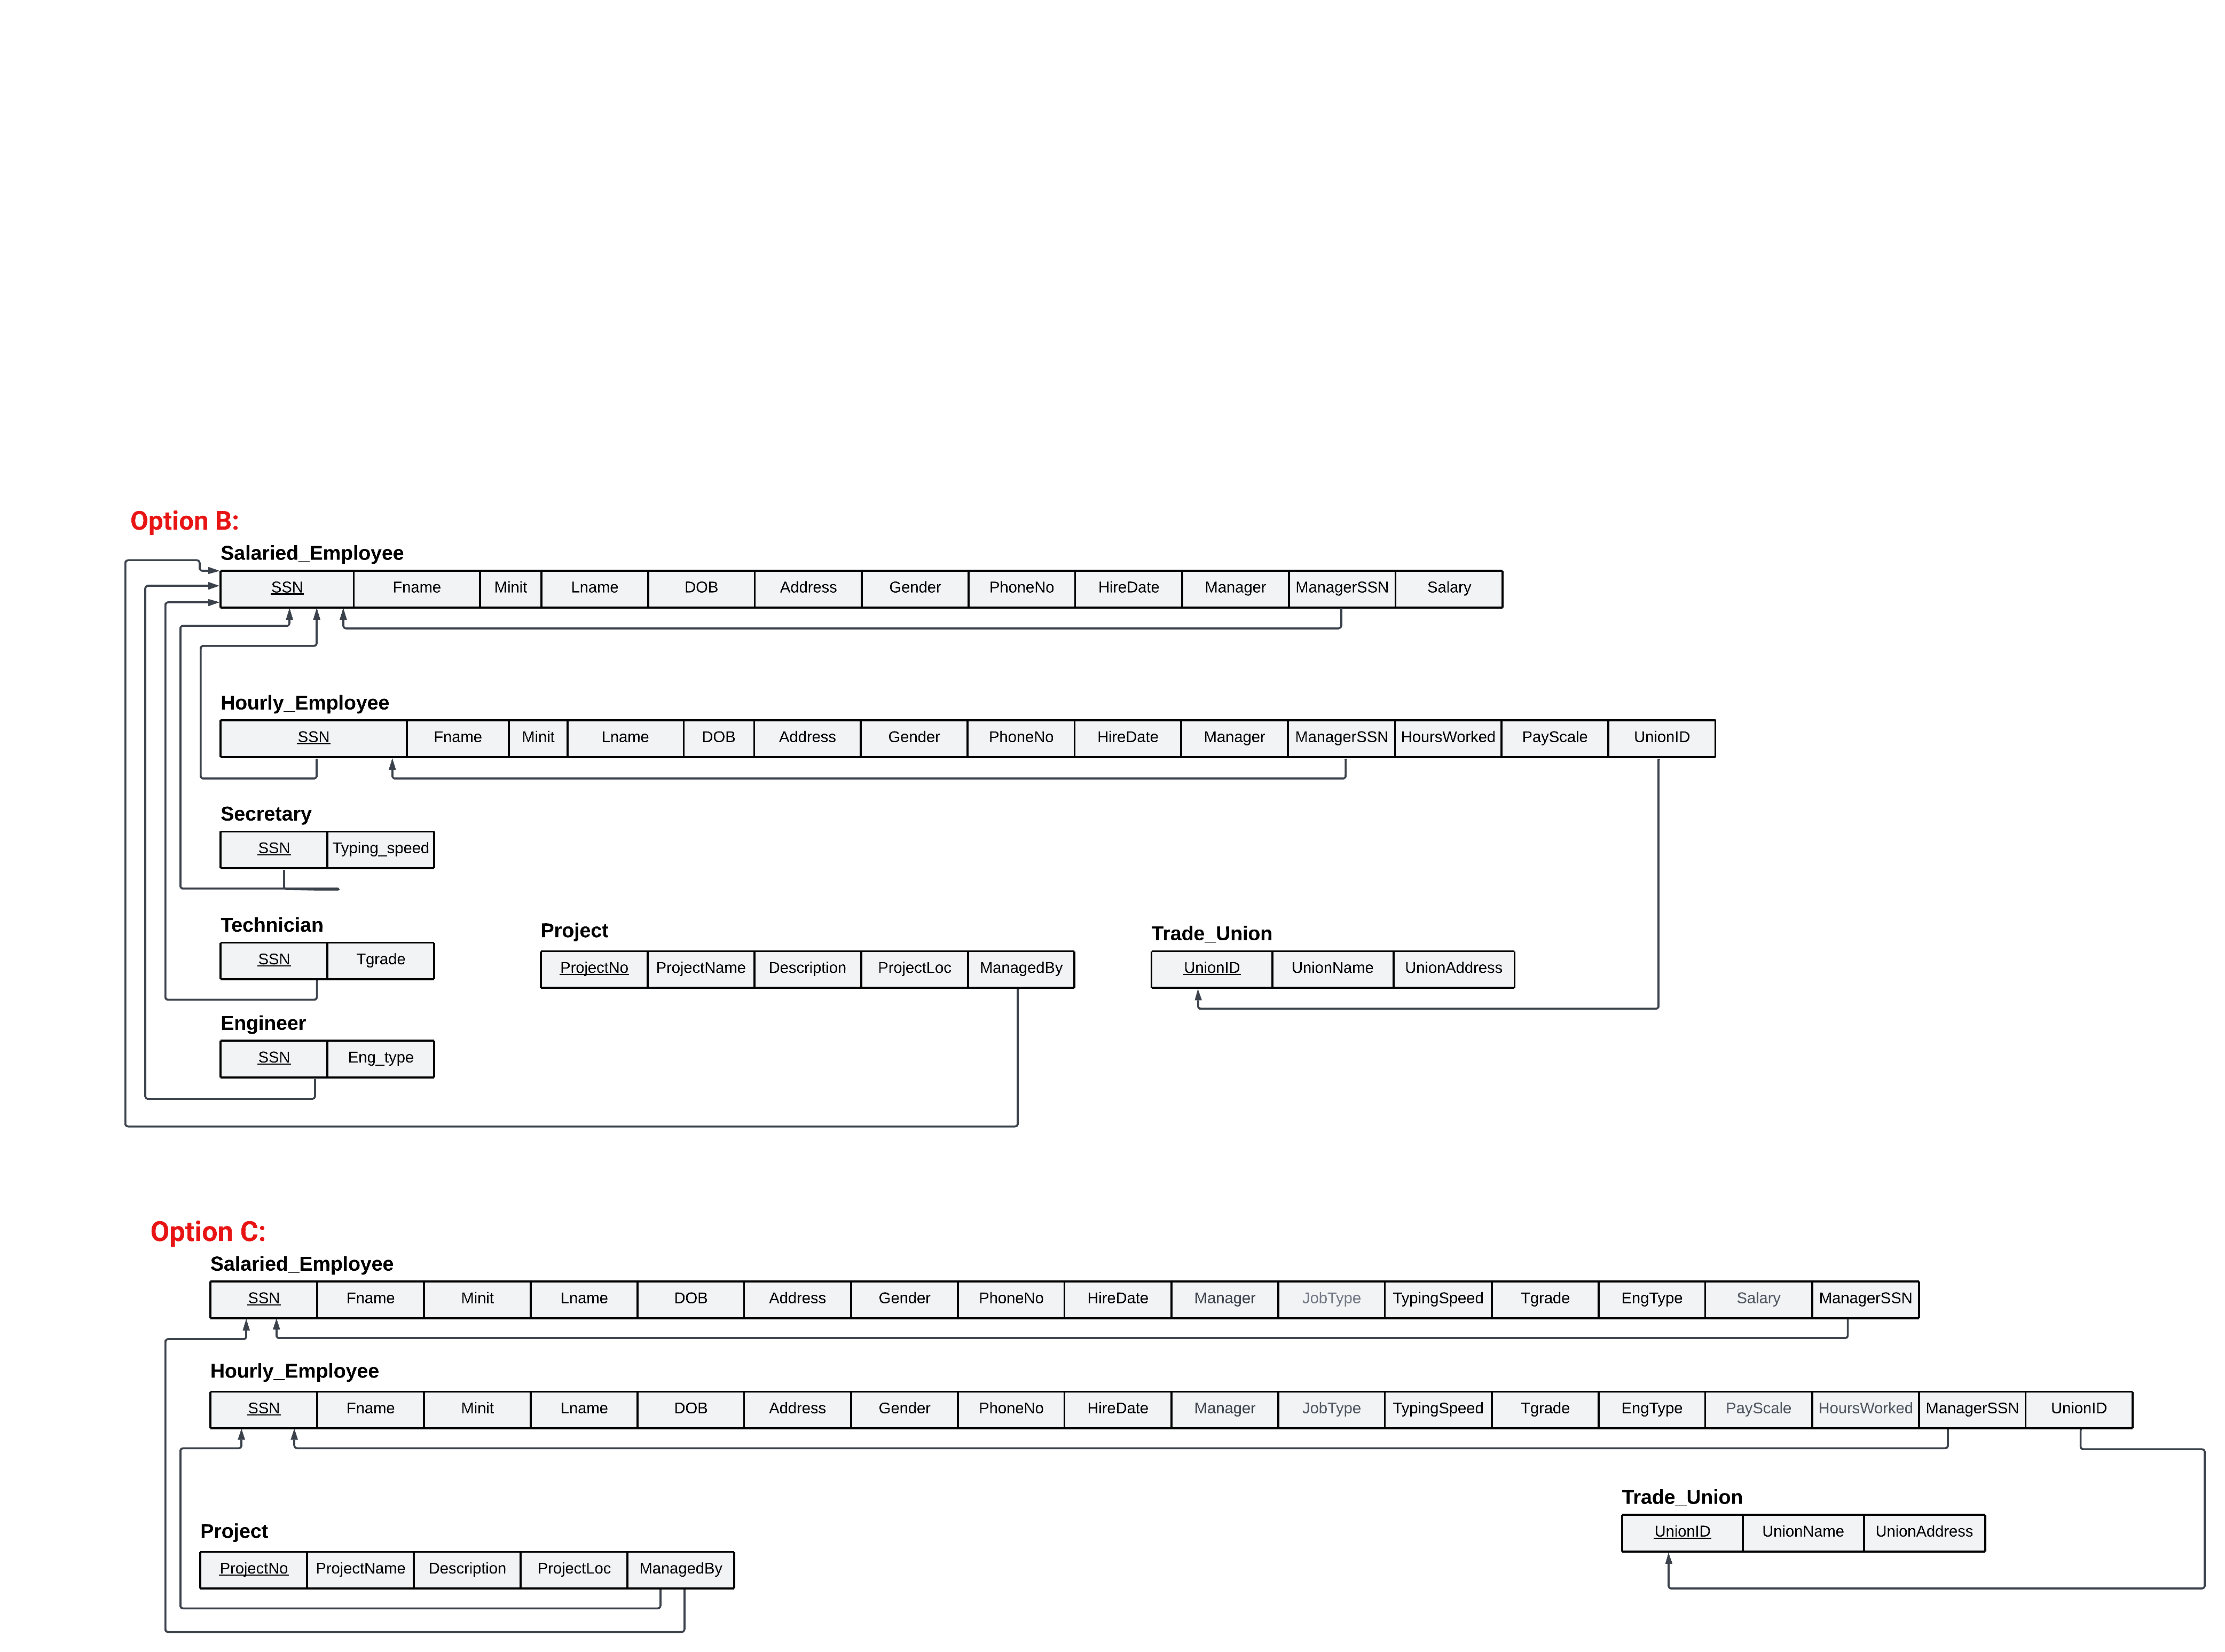 Option B:
Salaried_Employee
SSN Fname Minit Lname DOB Address Gender PhoneNo HireDate Manager ManagerSSN Salary
Hourly_Employee
SSN Fname Minit Lname DOB Address Gender PhoneNo HireDate Manager ManagerSSN HoursWorked PayScale UnionID
Secretary
SSN Typing_speed
Technician
SSN Tgrade
Project
ProjectNo ProjectName Description ProjectLoc ManagedBy
Trade_Union
UnionID UnionName UnionAddress
Engineer
SSN Eng_type
Option C:
Salaried_Employee
SSN Fname Minit Lname DOB Address Gender PhoneNo HireDate Manager JobType TypingSpeed Tgrade EngType Salary ManagerSSN
Hourly_Employee
SSN Fname Minit Lname DOB Address Gender PhoneNo HireDate Manager JobType TypingSpeed Tgrade EngType PayScale HoursWorked ManagerSSN UnionID
Trade_Union
UnionID UnionName UnionAddress
Project
ProjectNo ProjectName Description ProjectLoc ManagedBy